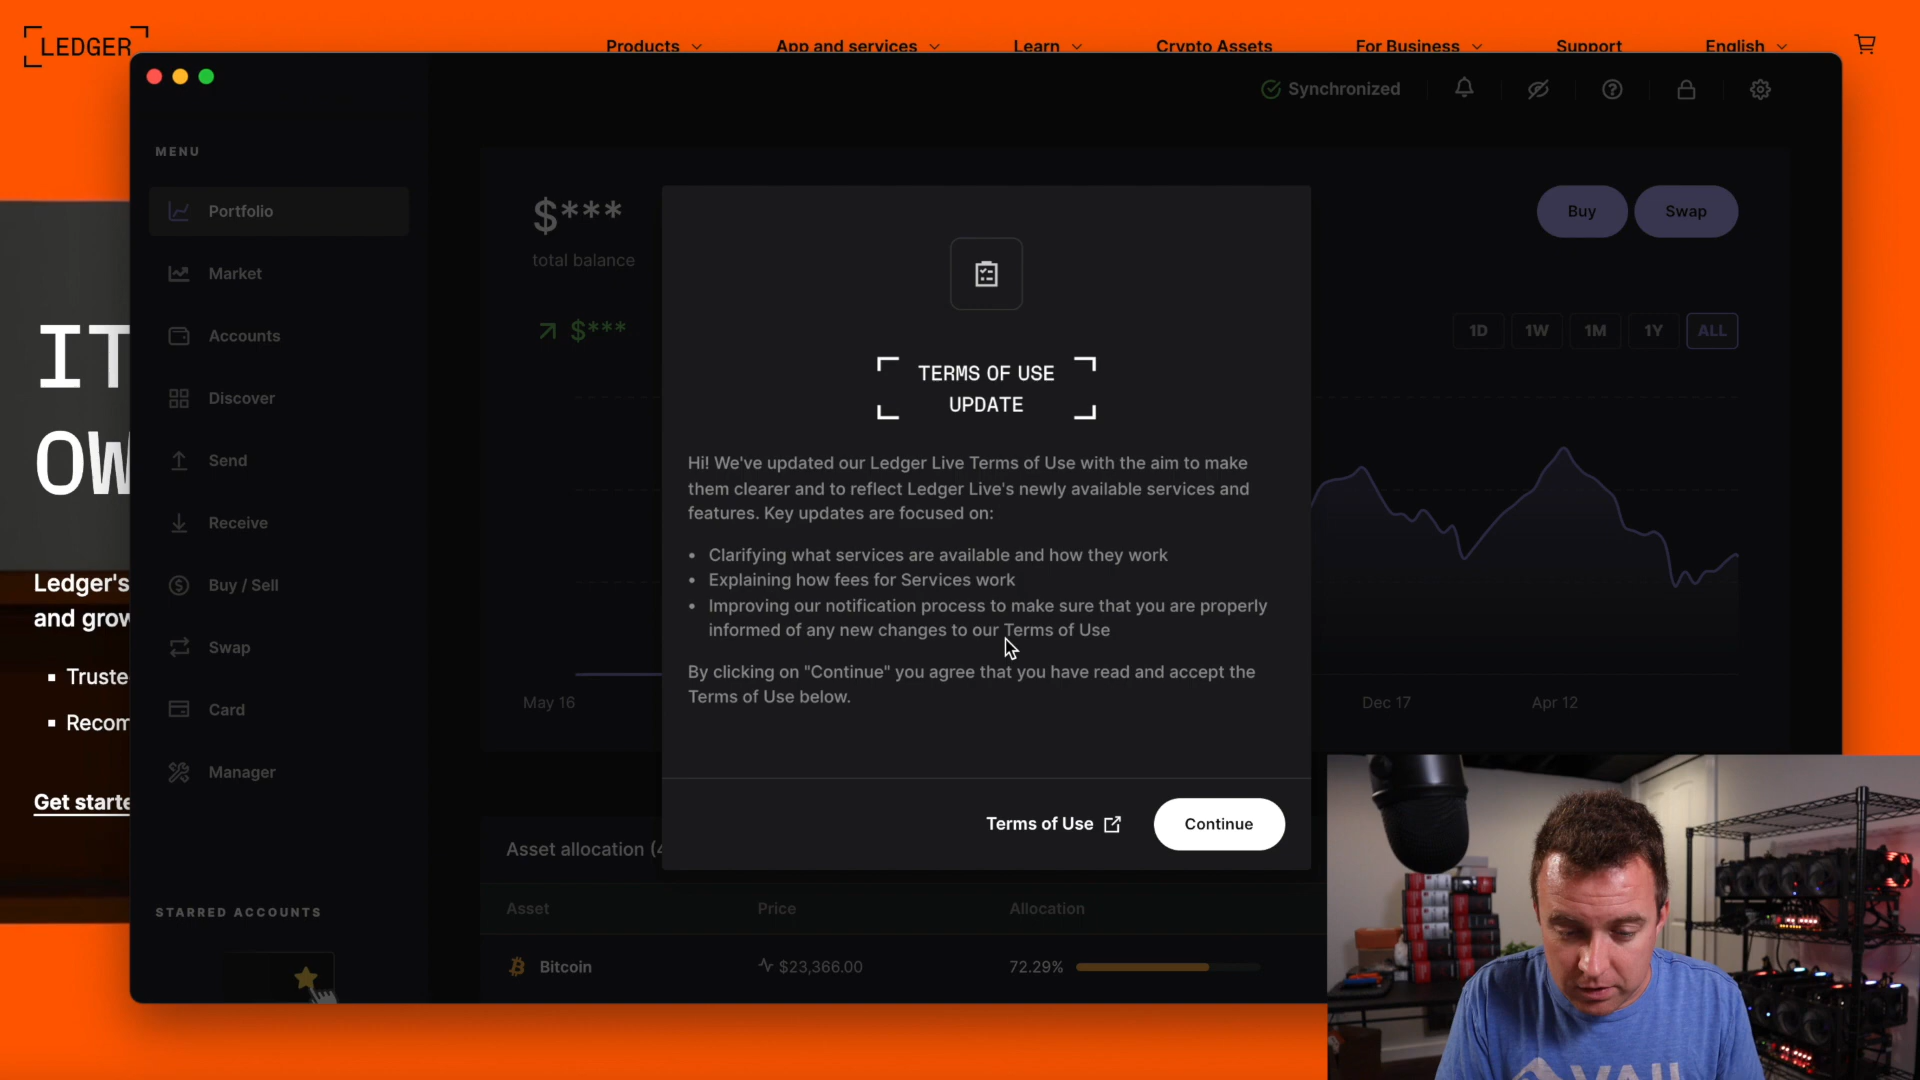 LEDGER
Products
App and services
Learn
Crypto Assets
For Business
Support
English
Synchronized
MENU
Portfolio
Market
Accounts
Discover
Send
Receive
Buy / Sell
Swap
Card
Manager
STARRED ACCOUNTS
IT
OW
Ledger's
and grow
Truste
Recom
Get starte
$***
total balance
$***
Buy
Swap
1D
1W
1M
1Y
ALL
May 16
Dec 17
Apr 12
TERMS OF USE
UPDATE
Hi! We've updated our Ledger Live Terms of Use with the aim to make
them clearer and to reflect Ledger Live's newly available services and
features. Key updates are focused on:
• Clarifying what services are available and how they work
• Explaining how fees for Services work
• Improving our notification process to make sure that you are properly
informed of any new changes to our Terms of Use
By clicking on "Continue" you agree that you have read and accept the
Terms of Use below.
Terms of Use
Continue
Asset allocation (4
Asset
Price
Allocation
Bitcoin
$23,366.00
72.29%
VAIL